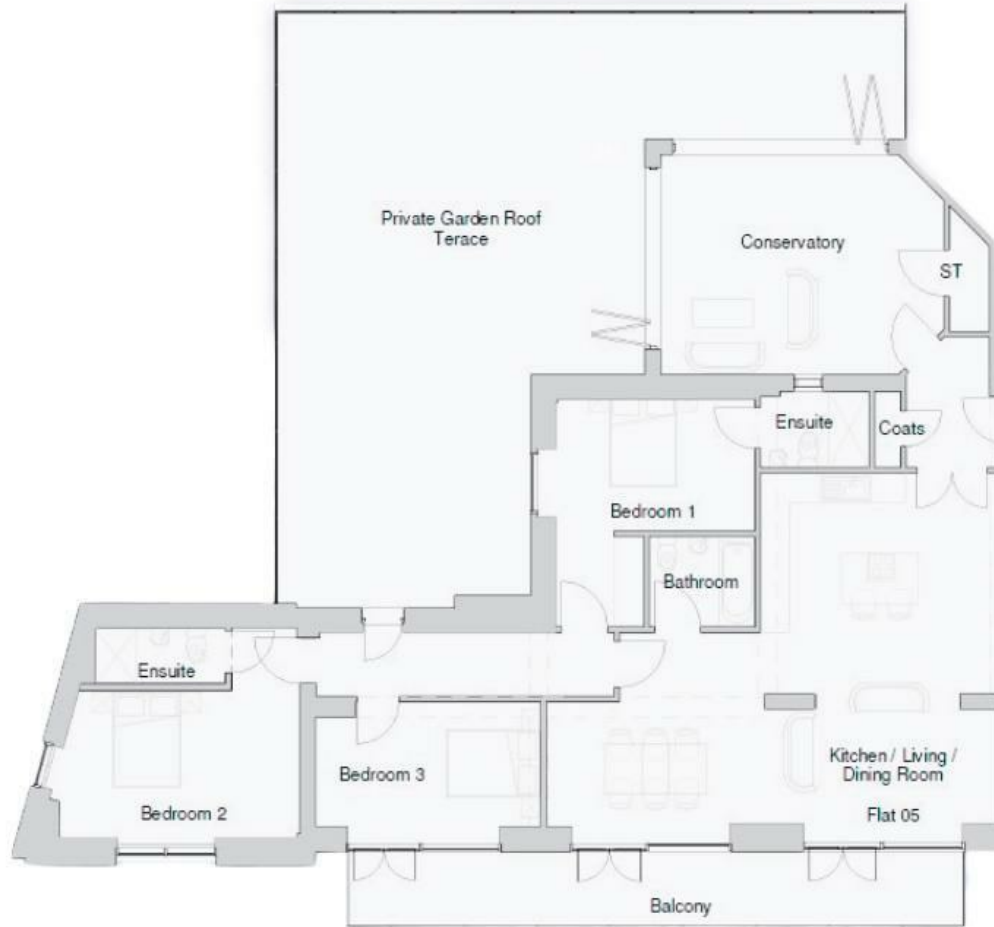 Private Garden Roof
Terace
Conservatory
ST
Ensuite
Coats
Bedroom 1
Bathroom
Ensuite
Bedroom 3
Kitchen / Living /
Dining Room
Bedroom 2
Flat 05
Balcony